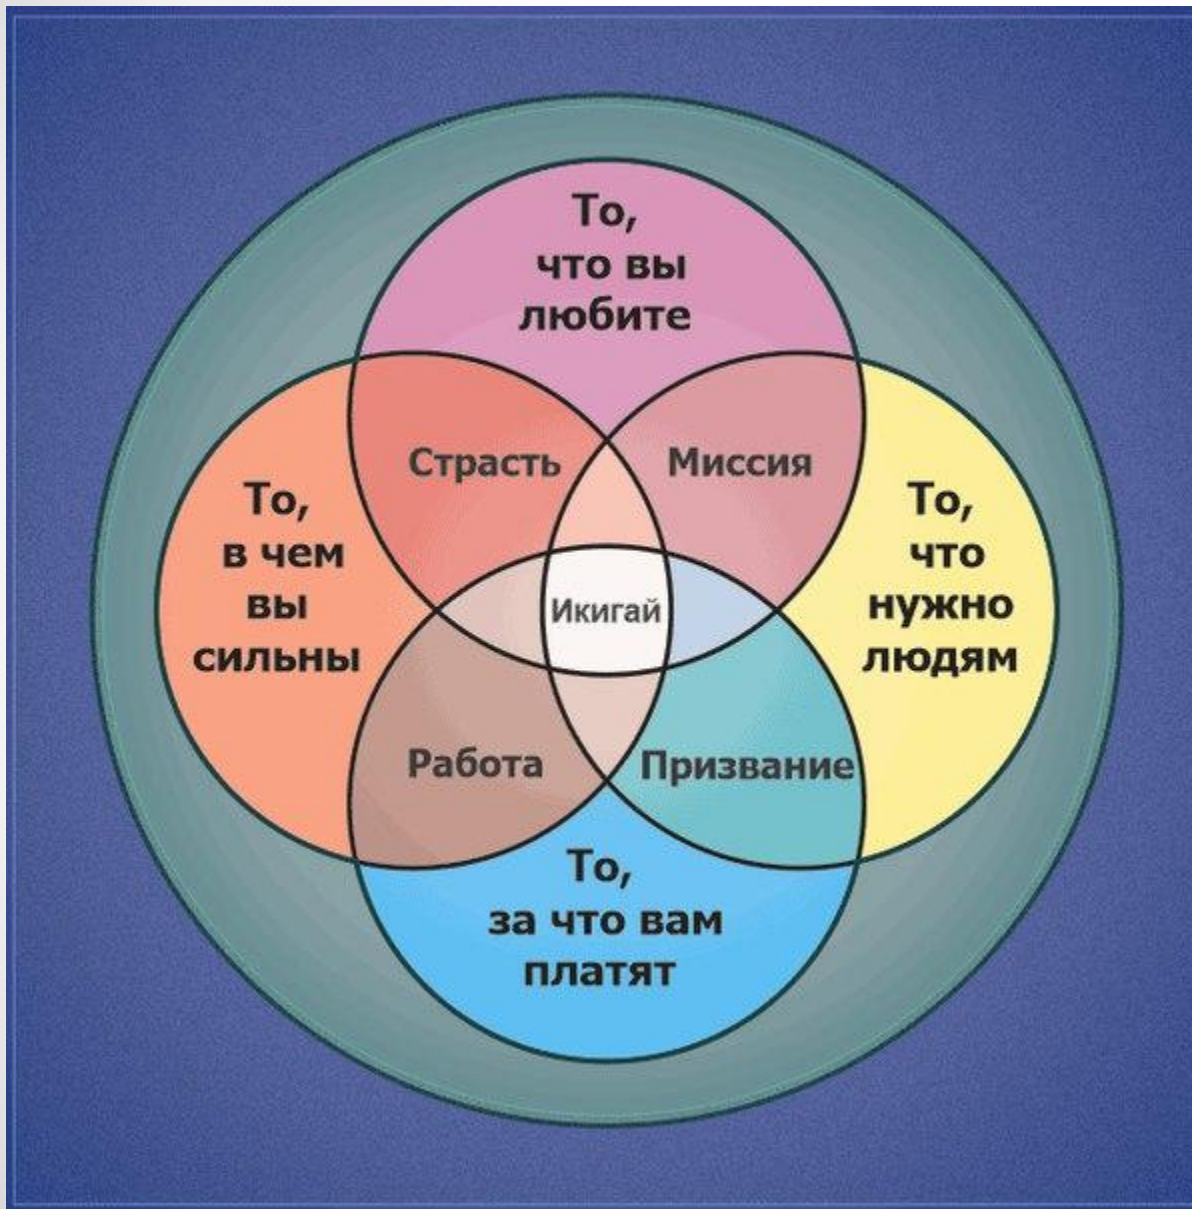 То,
что вы
любите
Страсть
Миссия
То,
в чем
вы
сильны
То,
что
нужно
людям
Икигай
Работа
Призвание
То,
за что вам
платят